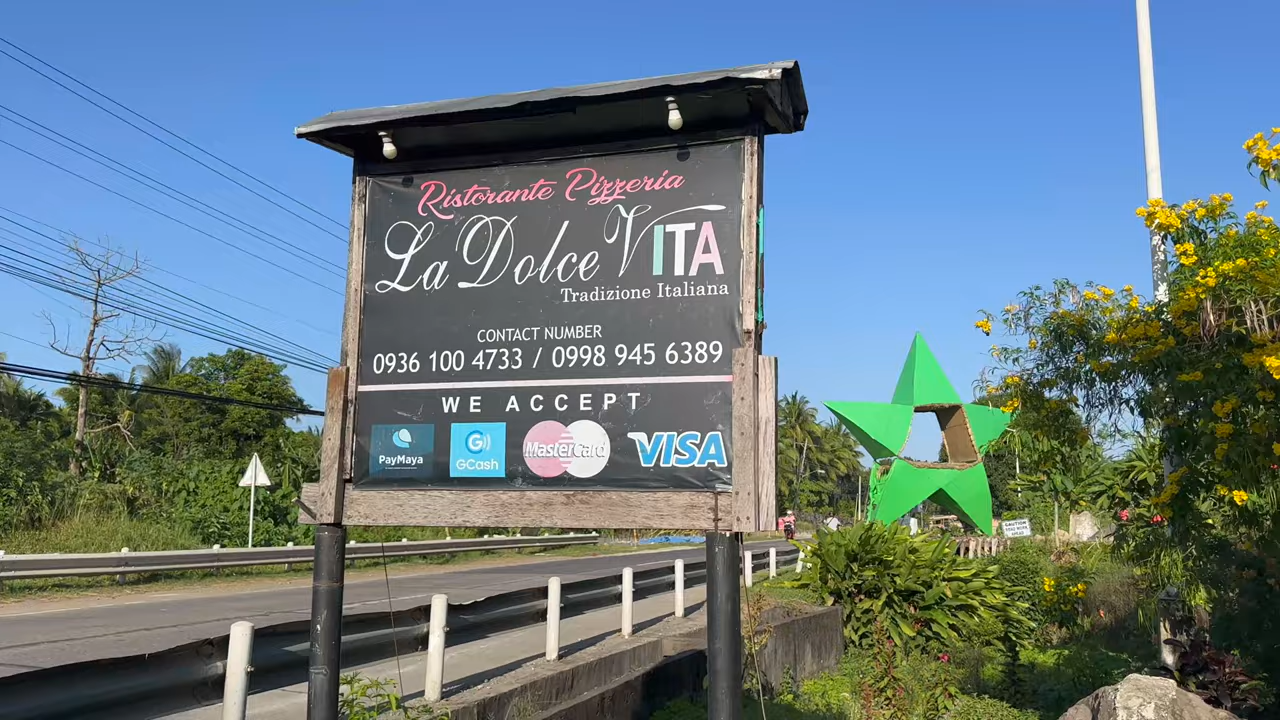 Ristorante Pizzeria
La Dolce VITA
Tradizione Italiana
CONTACT NUMBER
0936 100 4733 / 0998 945 6389
WE ACCEPT
PayMaya
GCash
MasterCard
VISA
CAUTION